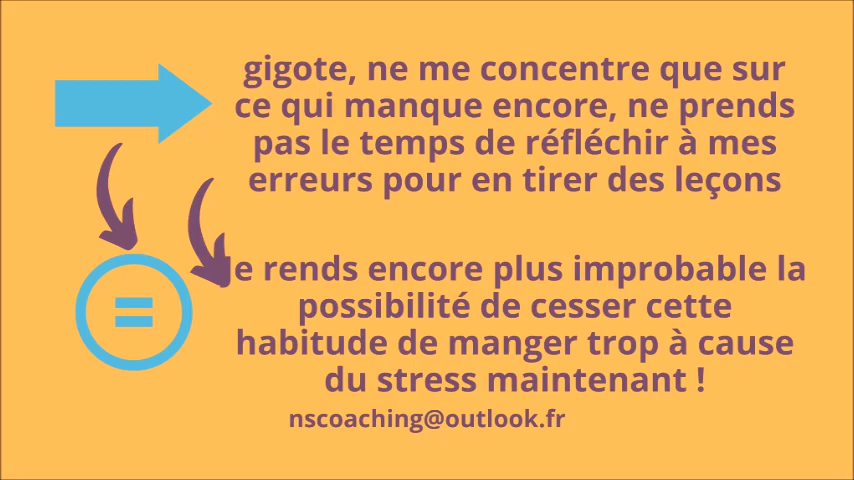 gigote, ne me concentre que sur
ce qui manque encore, ne prends
pas le temps de réfléchir à mes
erreurs pour en tirer des leçons
e rends encore plus improbable la
possibilité de cesser cette
habitude de manger trop à cause
du stress maintenant !
nscoaching@outlook.fr